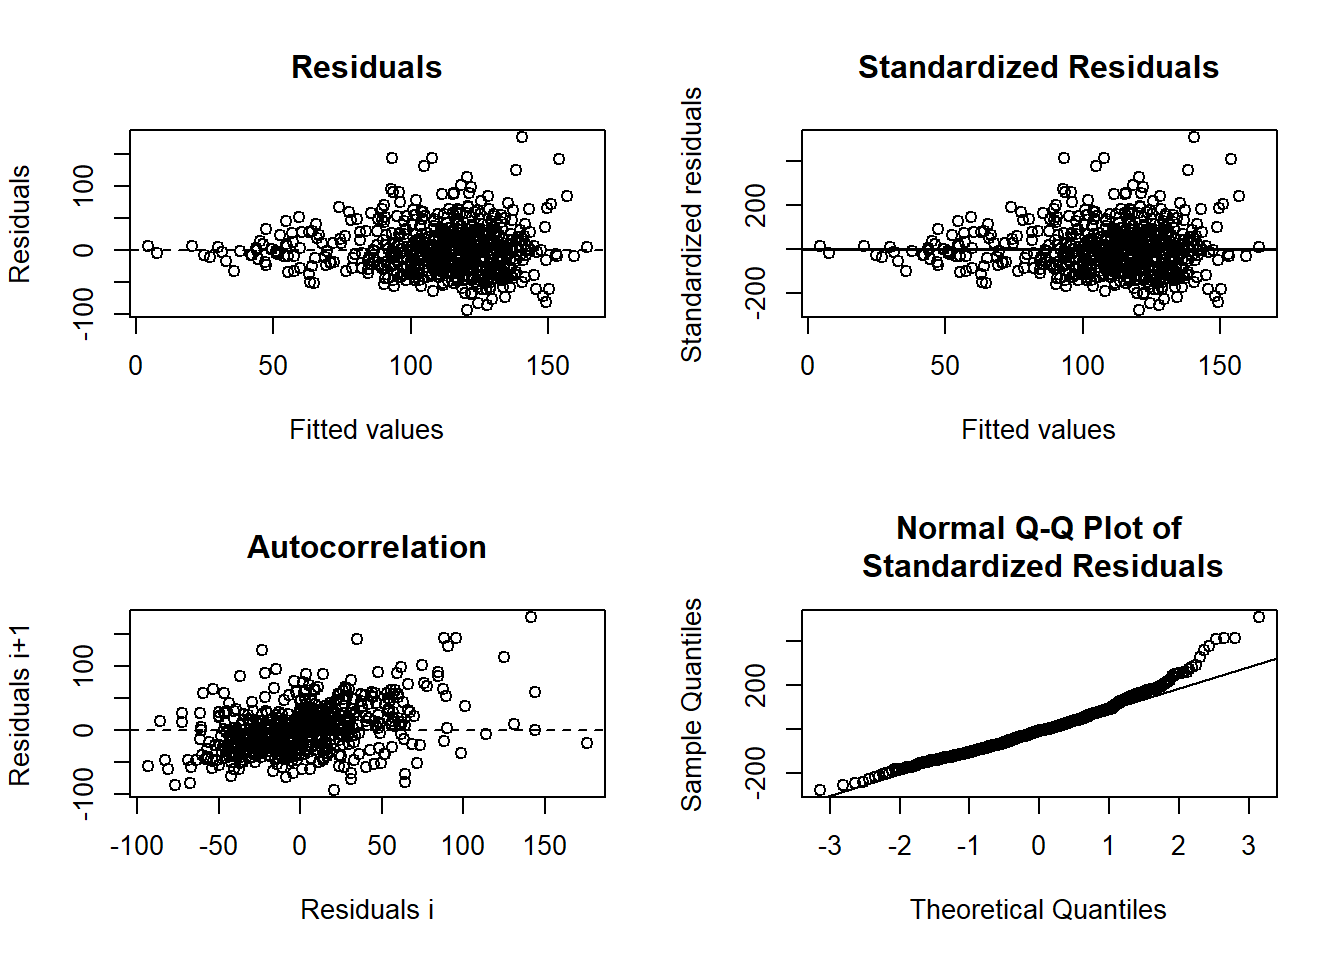 Residuals
Residuals
100
0
-100
0 50 100 150
Fitted values
Standardized Residuals
Standardized residuals
200
-200
0 50 100 150
Fitted values
Autocorrelation
Residuals i+1
100
0
-100
-100 -50 0 50 100 150
Residuals i
Normal Q-Q Plot of
Standardized Residuals
Sample Quantiles
200
-200
-3 -2 -1 0 1 2 3
Theoretical Quantiles